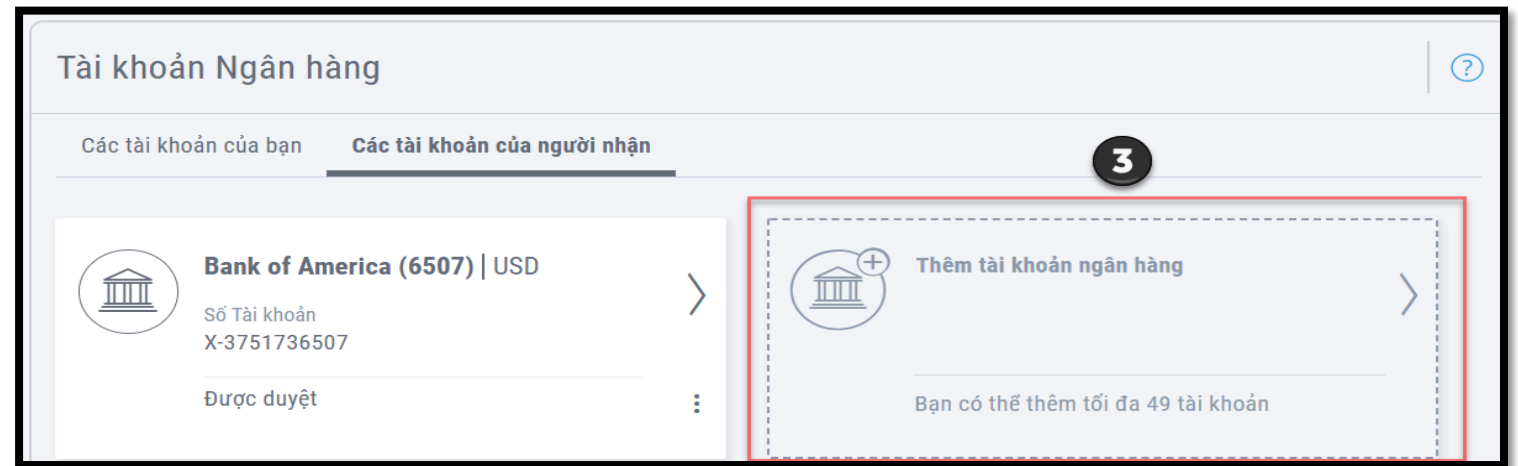 Tài khoản Ngân hàng
?
Các tài khoản của bạn
Các tài khoản của người nhận
3
Bank of America (6507) | USD
Số Tài khoản
X-3751736507
Được duyệt
Thêm tài khoản ngân hàng
Bạn có thể thêm tối đa 49 tài khoản